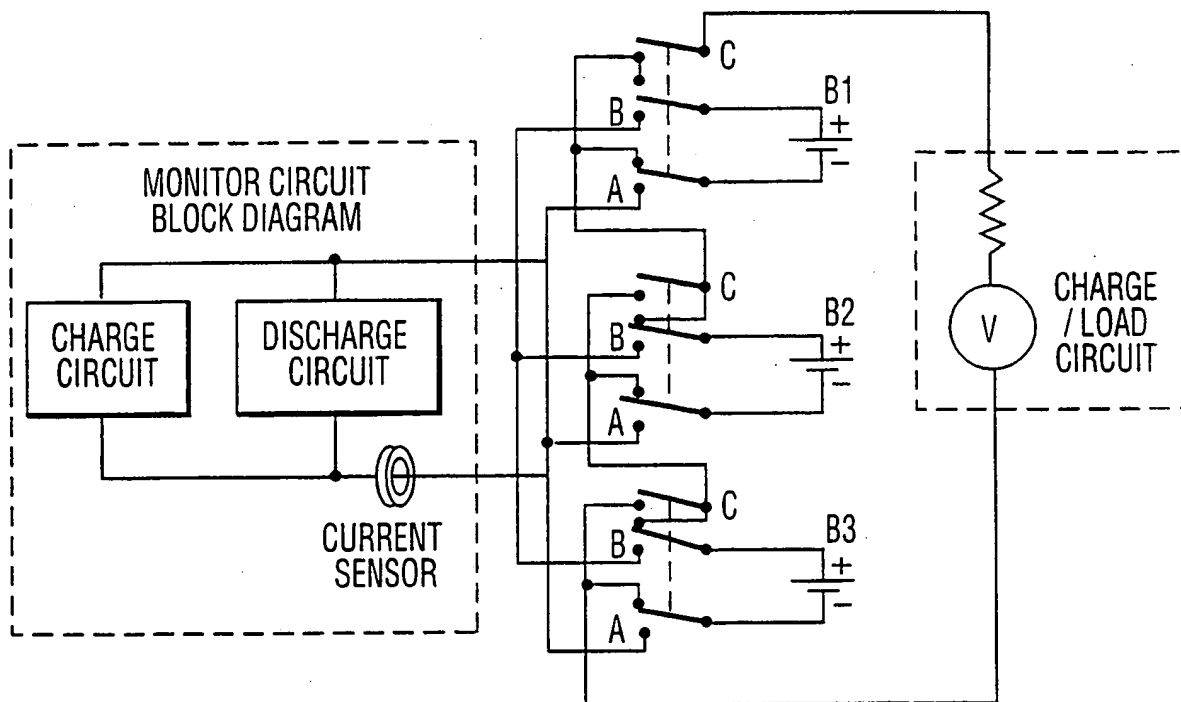 C
B1
+
B
-
A
MONITOR CIRCUIT
BLOCK DIAGRAM
CHARGE
CIRCUIT
DISCHARGE
CIRCUIT
CURRENT
SENSOR
C
B2
+
B
-
A
V
CHARGE
/ LOAD
CIRCUIT
C
B3
+
B
-
A